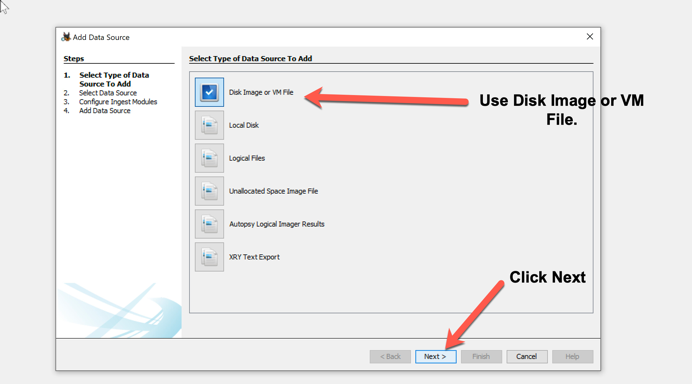 Add Data Source
Steps
1. Select Type of Data
Source To Add
2. Select Data Source
3. Configure Ingest Modules
4. Add Data Source
Select Type of Data Source To Add
Disk Image or VM File
Local Disk
Logical Files
Unallocated Space Image File
Autopsy Logical Imager Results
XRY Text Export
Use Disk Image or VM
File.
Click Next
< Back
Next >
Finish
Cancel
Help